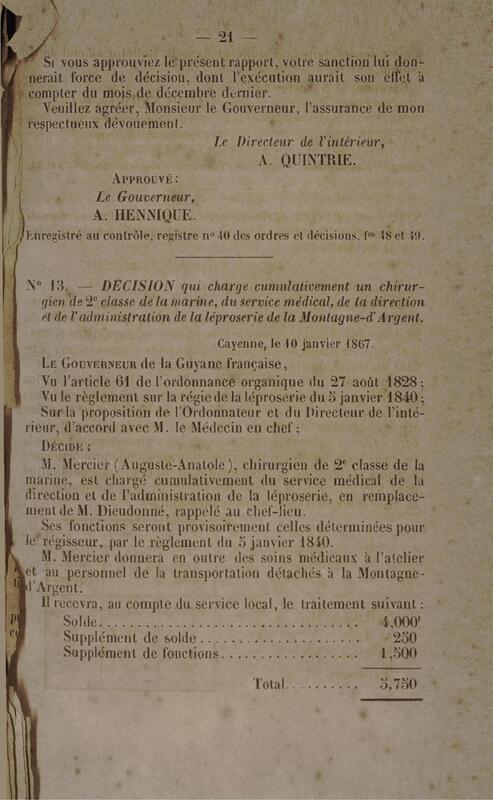 — 21 —
Si vous approuviez le présent rapport, votre sanction lui don-
nerait force de décision, dont l'exécution aurait son effet à
compter du mois de décembre dernier.
Veuillez agréer, Monsieur le Gouverneur, l'assurance de mon
respectueux dévouement.
Le Directeur de l'intérieur,
A. QUINTRIE.
APPROUVÉ :
Le Gouverneur,
A. HENNIQUE.
Enregistré au contrôle, registre n° 40 des ordres et décisions, fos 48 et 49.
N° 13. — DÉCISION qui charge cumulativement un chirur-
gien de 2e classe de la marine, du service médical, de la direction
et de l'administration de la léproserie de la Montagne-d'Argent.
Cayenne, le 10 janvier 1867.
LE GOUVERNEUR de la Guyane française,
Vu l'article 61 de l'ordonnance organique du 27 août 1828 ;
Vu le règlement sur la régie de la léproserie du 5 janvier 1840 ;
Sur la proposition de l'Ordonnateur et du Directeur de l'inté-
rieur, d'accord avec M. le Médecin en chef ;
DÉCIDE :
M. Mercier (Auguste-Anatole), chirurgien de 2e classe de la
marine, est chargé cumulativement du service médical de la
direction et de l'administration de la léproserie, en remplace-
ment de M. Dieudonné, rappelé au chef-lieu.
Ses fonctions seront provisoirement celles déterminées pour
le régisseur, par le règlement du 5 janvier 1840.
M. Mercier donnera en outre des soins médicaux à l'atelier
et au personnel de la transportation détachés à la Montagne-
d'Argent.
Il recevra, au compte du service local, le traitement suivant :
Solde.................................... 4,000f
Supplément de solde..................... 250
Supplément de fonctions.................. 1,500
Total.......... 5,750